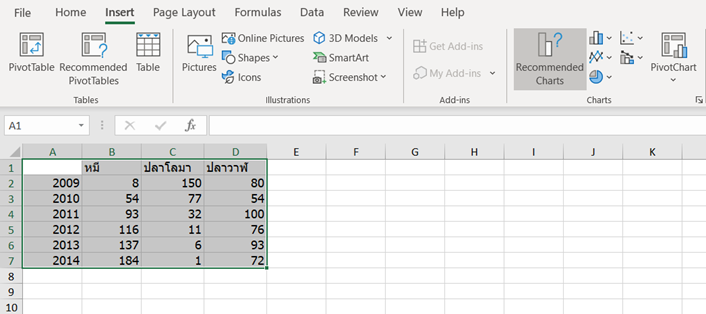 File Home Insert Page Layout Formulas Data Review View Help
PivotTable Recommended PivotTables Table
Tables
Pictures Online Pictures Shapes Icons 3D Models SmartArt Screenshot
Illustrations
Get Add-ins My Add-ins
Add-ins
Recommended Charts PivotChart
Charts
A1 fx
A B C D E F G H I J K
1 หมี ปลาโลมา ปลาวาฬ
2 2009 8 150 80
3 2010 54 77 54
4 2011 93 32 100
5 2012 116 11 76
6 2013 137 6 93
7 2014 184 1 72
8
9
10